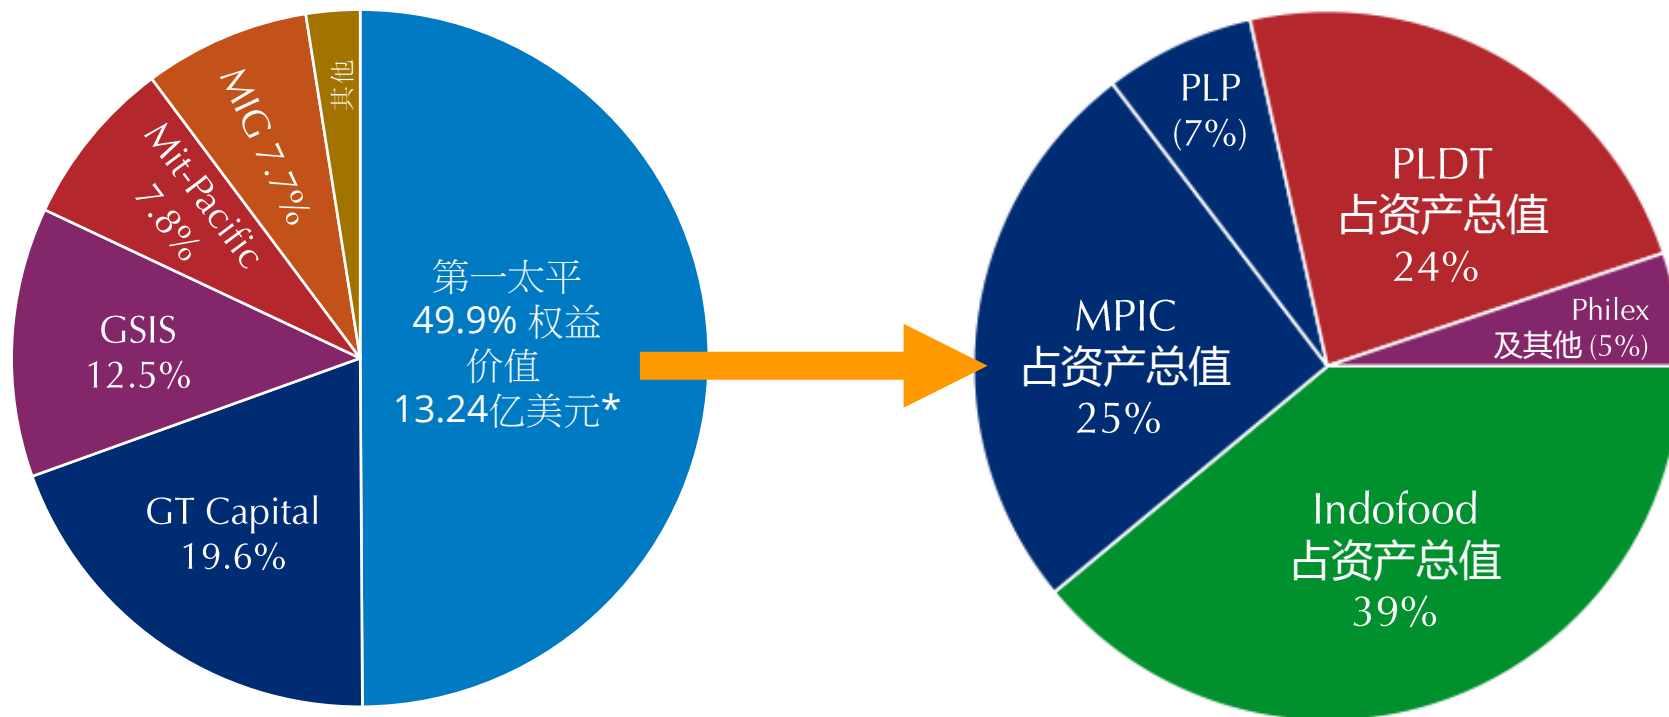 其他
MIG 7.7%
Mit-Pacific
7.8%
GSIS
12.5%
GT Capital
19.6%
第一太平
49.9% 权益
价值
13.24亿美元*
PLP
(7%)
PLDT
占资产总值
24%
Philex
及其他 (5%)
MPIC
占资产总值
25%
Indofood
占资产总值
39%